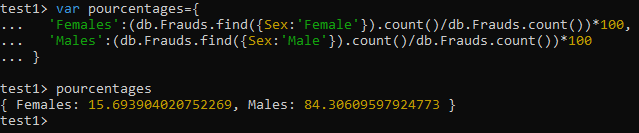 test1> var pourcentages={
...   'Females':(db.Frauds.find({Sex:'Female'}).count()/db.Frauds.count())*100,
...   'Males':(db.Frauds.find({Sex:'Male'}).count()/db.Frauds.count())*100
... }
test1> pourcentages
{ Females: 15.693904020752269, Males: 84.30609597924773 }
test1>